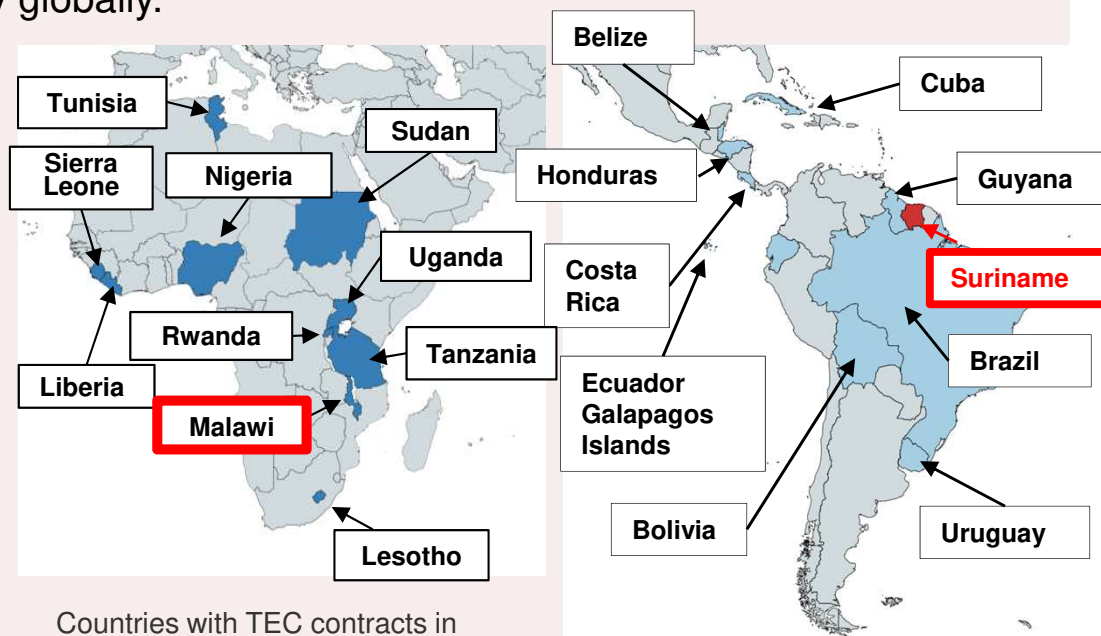 y globally.
Tunisia
Sudan
Sierra
Leone
Nigeria
Uganda
Rwanda
Tanzania
Liberia
Malawi
Lesotho
Countries with TEC contracts in
Belize
Cuba
Honduras
Guyana
Costa
Rica
Suriname
Ecuador
Galapagos
Islands
Brazil
Bolivia
Uruguay